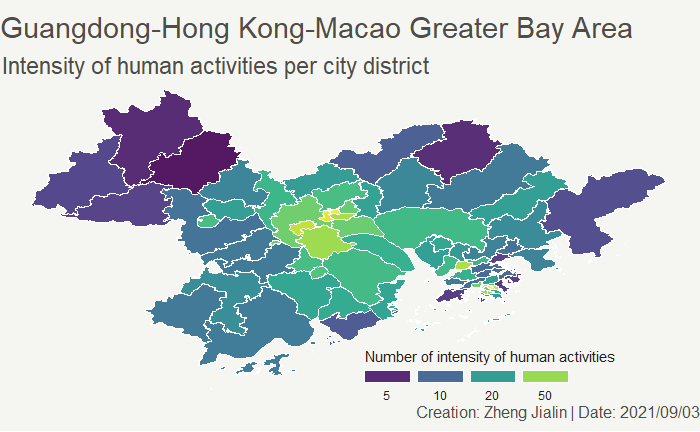 Guangdong-Hong Kong-Macao Greater Bay Area
Intensity of human activities per city district
Number of intensity of human activities
5 10 20 50
Creation: Zheng Jialin | Date: 2021/09/03